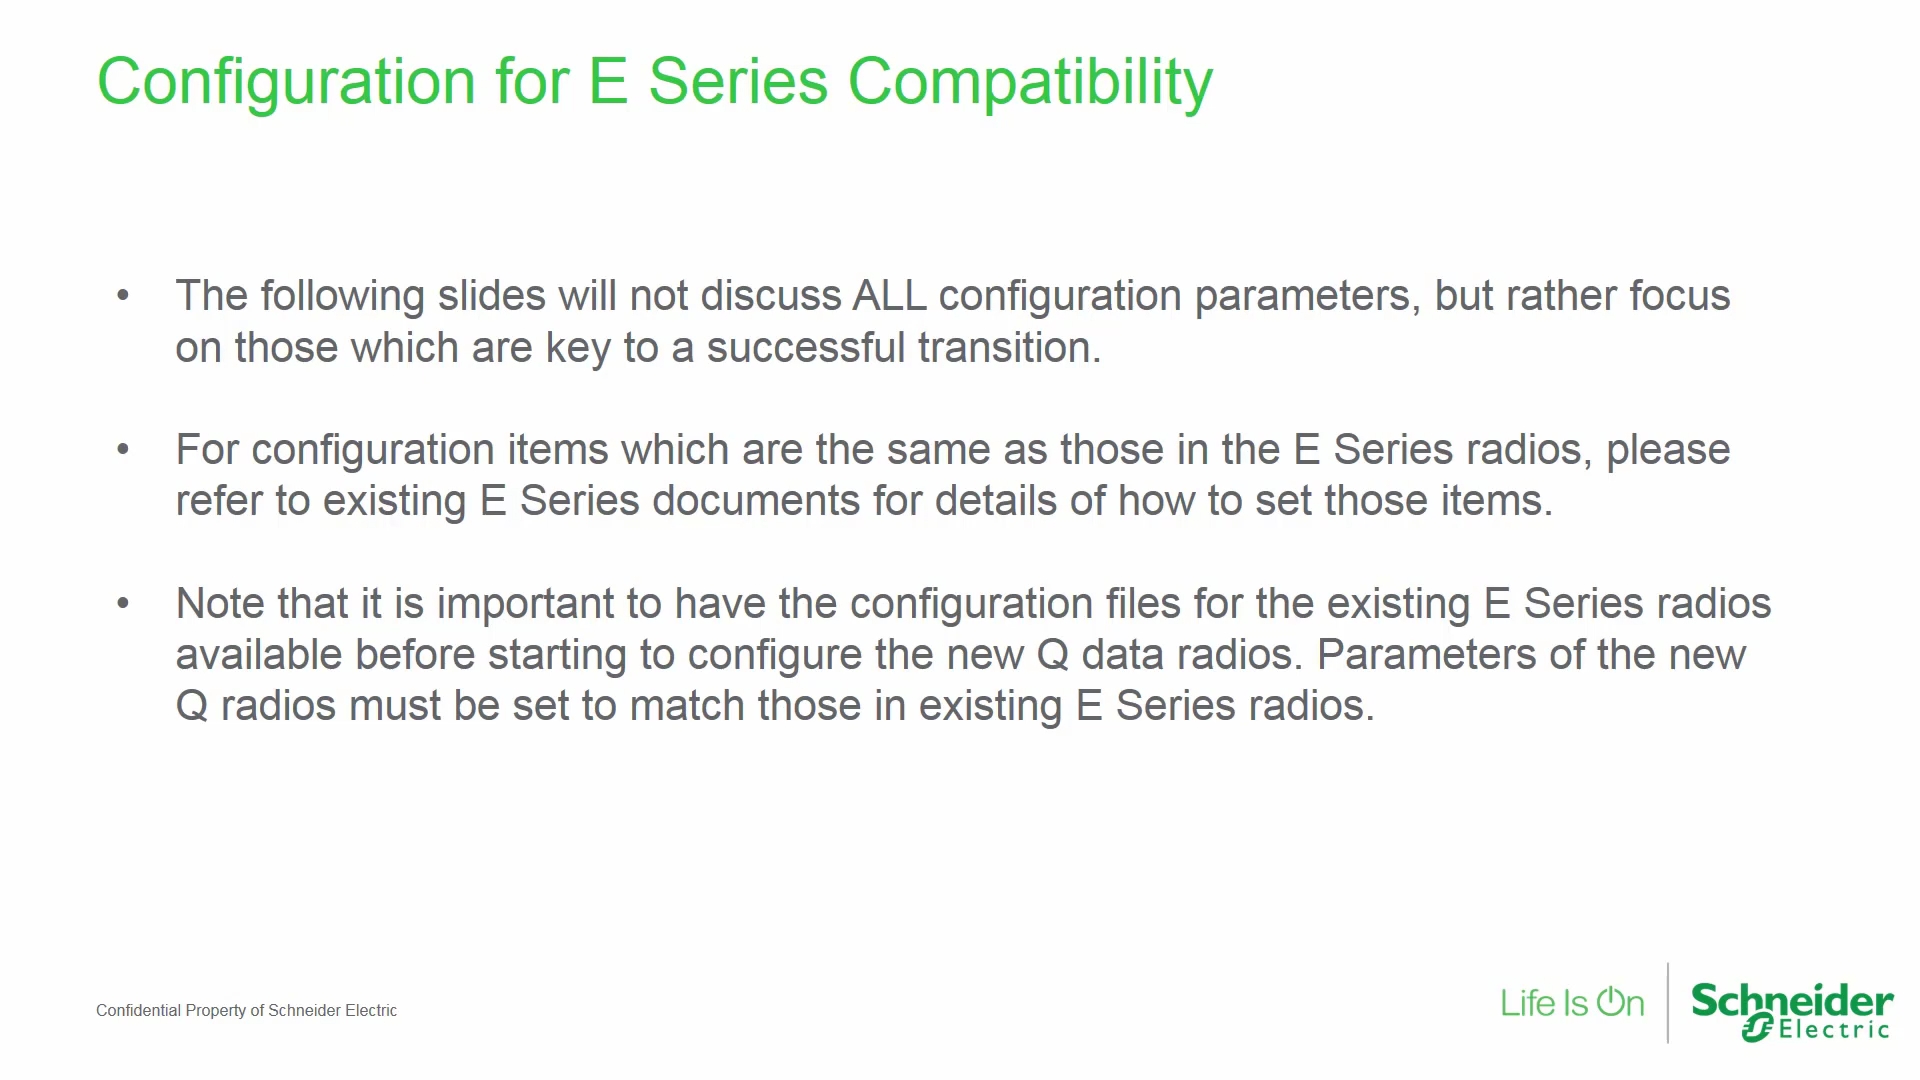 Configuration for E Series Compatibility
• The following slides will not discuss ALL configuration parameters, but rather focus
on those which are key to a successful transition.
• For configuration items which are the same as those in the E Series radios, please
refer to existing E Series documents for details of how to set those items.
• Note that it is important to have the configuration files for the existing E Series radios
available before starting to configure the new Q data radios. Parameters of the new
Q radios must be set to match those in existing E Series radios.
Confidential Property of Schneider Electric
Life Is On
Schneider
Electric